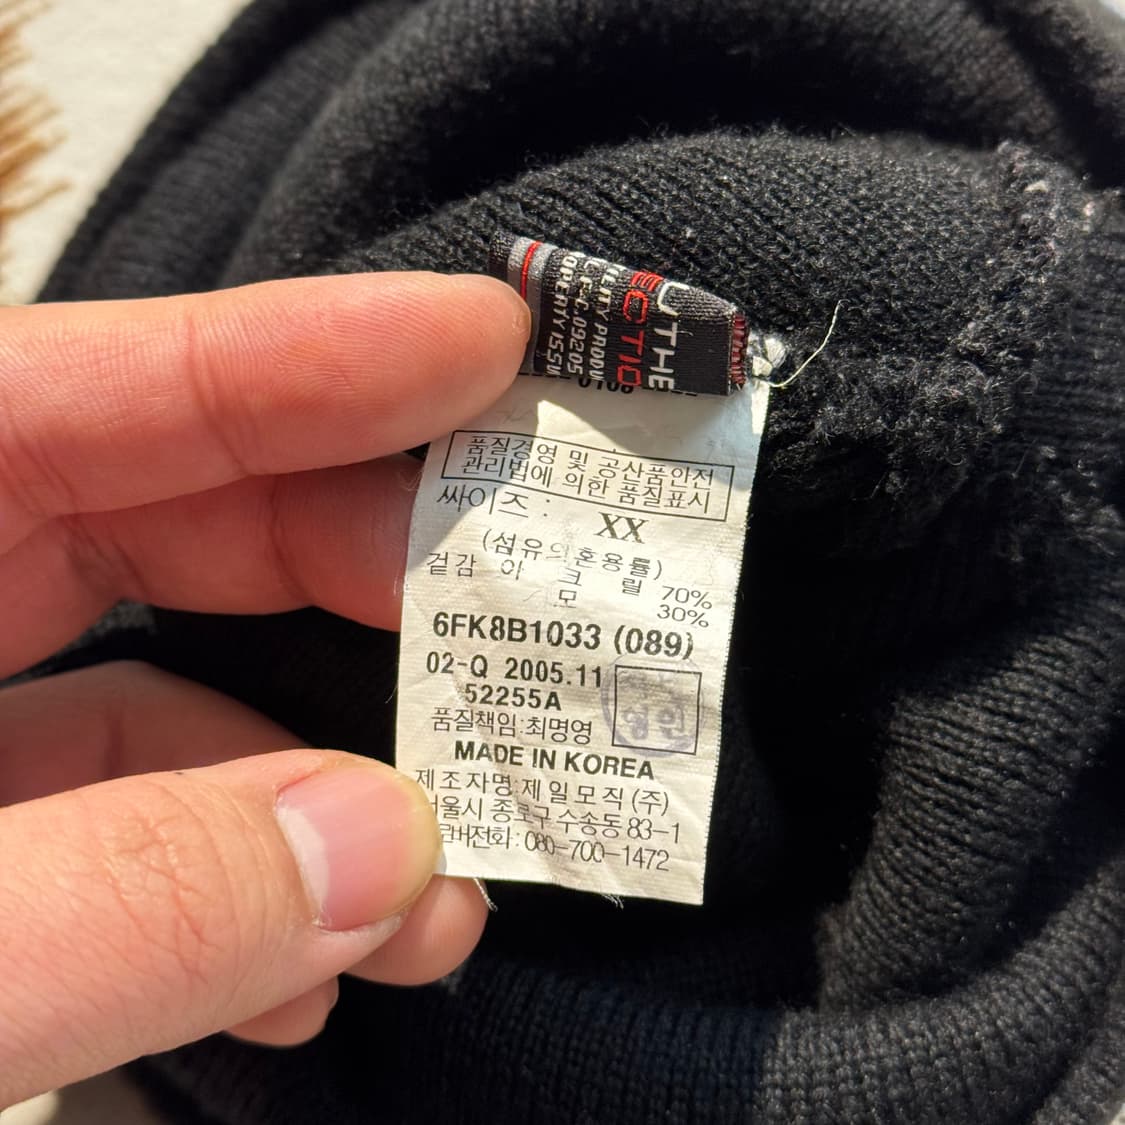 U THE
ECTIO
품질경영 및 공산품안전
관리법에 의한 품질표시
싸이즈 : XX
(섬유의혼용률)
겉감 아 크 릴 70%
모 30%
6FK8B1033 (089)
02-Q 2005.11
52255A
품질책임:최명영
MADE IN KOREA
제조자명:제일모직(주)
울시 종로구 수송동 83-1
버전화: 080-700-1472